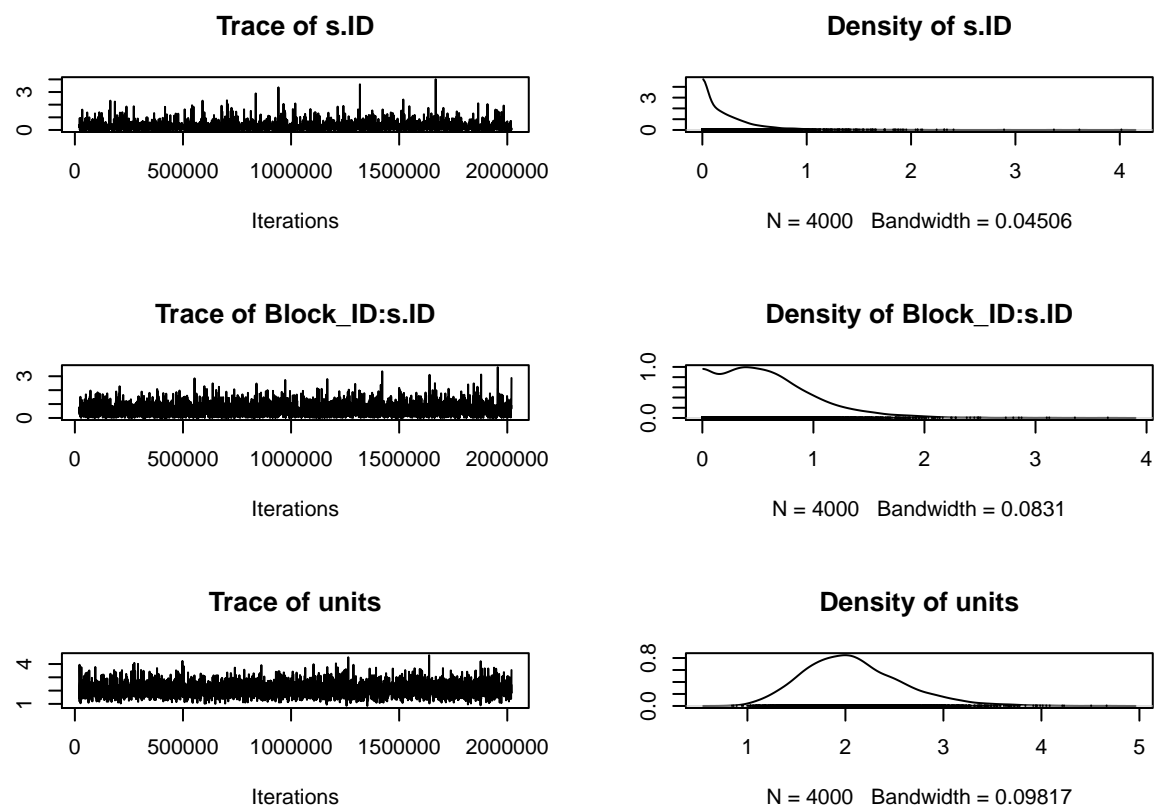 Trace of s.ID
3
0
0 500000 1000000 1500000 2000000
Iterations
Density of s.ID
3
0
0 1 2 3 4
N = 4000 Bandwidth = 0.04506
Trace of Block_ID:s.ID
3
0
0 500000 1000000 1500000 2000000
Iterations
Density of Block_ID:s.ID
1.0
0.0
0 1 2 3 4
N = 4000 Bandwidth = 0.0831
Trace of units
4
1
0 500000 1000000 1500000 2000000
Iterations
Density of units
0.8
0.0
1 2 3 4 5
N = 4000 Bandwidth = 0.09817